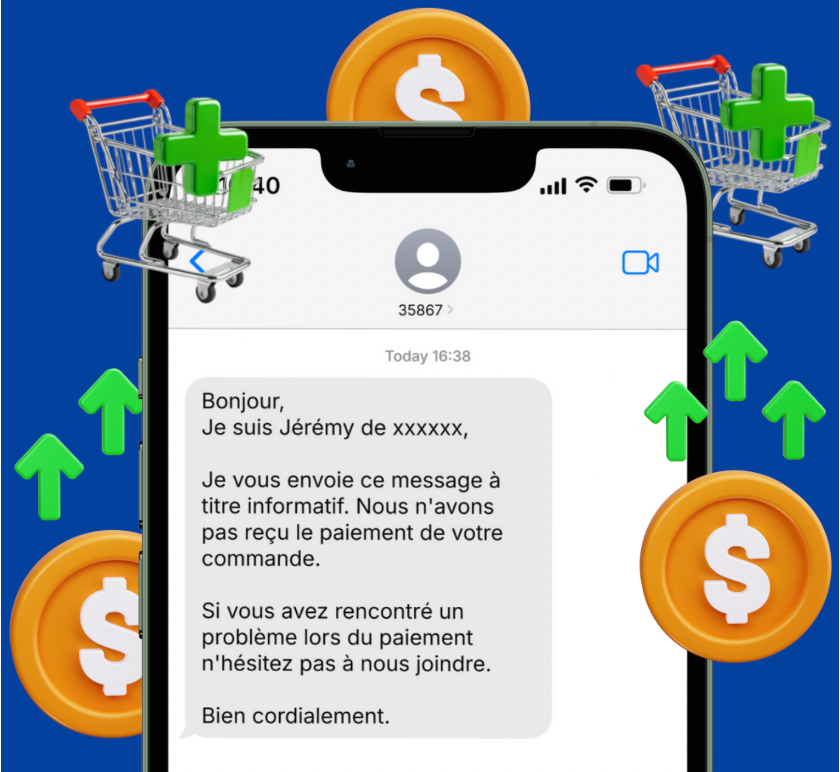 40
35867
Today 16:38
Bonjour,
Je suis Jérémy de xxxxxx,
Je vous envoie ce message à
titre informatif. Nous n'avons
pas reçu le paiement de votre
commande.
Si vous avez rencontré un
problème lors du paiement
n'hésitez pas à nous joindre.
Bien cordialement.